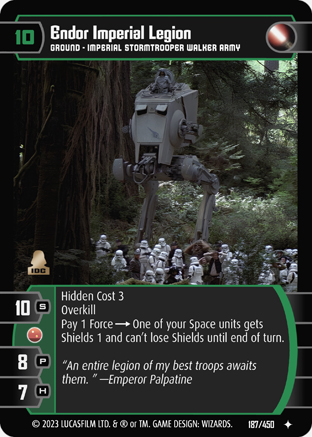 10 Endor Imperial Legion
GROUND - IMPERIAL STORMTROOPER WALKER ARMY
IDC
10 S
8 P
7 H
Hidden Cost 3
Overkill
Pay 1 Force → One of your Space units gets
Shields 1 and can't lose Shields until end of turn.
"An entire legion of my best troops awaits
them. " —Emperor Palpatine
© 2023 LUCASFILM LTD. & ® OR TM. GAME DESIGN: WIZARDS. 187/450